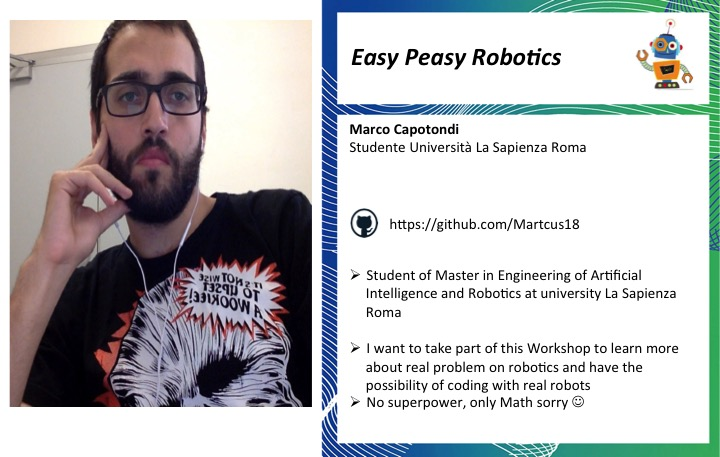 IT'S NOT WISE
TO UPSET
A WOOKIEE!
Easy Peasy Robotics
Marco Capotondi
Studente Università La Sapienza Roma
https://github.com/Martcus18
➢ Student of Master in Engineering of Artificial
Intelligence and Robotics at university La Sapienza
Roma
➢ I want to take part of this Workshop to learn more
about real problem on robotics and have the
possibility of coding with real robots
➢ No superpower, only Math sorry ☺